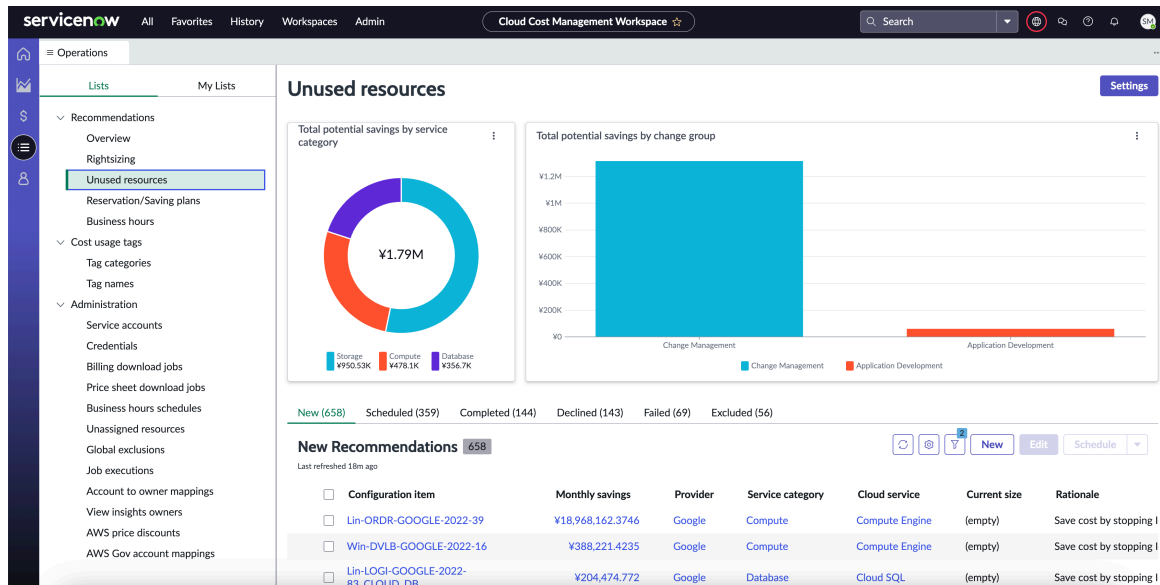 servicenow All Favorites History Workspaces Admin Cloud Cost Management Workspace Search SM
Operations
Lists My Lists
Recommendations
Overview
Rightsizing
Unused resources
Reservation/Saving plans
Business hours
Cost usage tags
Tag categories
Tag names
Administration
Service accounts
Credentials
Billing download jobs
Price sheet download jobs
Business hours schedules
Unassigned resources
Global exclusions
Job executions
Account to owner mappings
View insights owners
AWS price discounts
AWS Gov account mappings
Unused resources Settings
Total potential savings by service
category
¥1.79M
Storage Compute Database
¥950.53K ¥478.1K ¥356.7K
Total potential savings by change group
¥1.2M
¥1M
¥800K
¥600K
¥400K
¥200K
¥0
Change Management Application Development
Change Management Application Development
New (658) Scheduled (359) Completed (144) Declined (143) Failed (69) Excluded (56)
New Recommendations 658 2 New Edit Schedule
Last refreshed 18m ago
Configuration item Monthly savings Provider Service category Cloud service Current size Rationale
Lin-ORDR-GOOGLE-2022-39 ¥18,968,162.3746 Google Compute Compute Engine (empty) Save cost by stopping I
Win-DVLB-GOOGLE-2022-16 ¥388,221.4235 Google Compute Compute Engine (empty) Save cost by stopping I
Lin-LOGI-GOOGLE-2022-
83_CLOUD_DB ¥204,474.772 Google Database Cloud SQL (empty) Save cost by stopping I